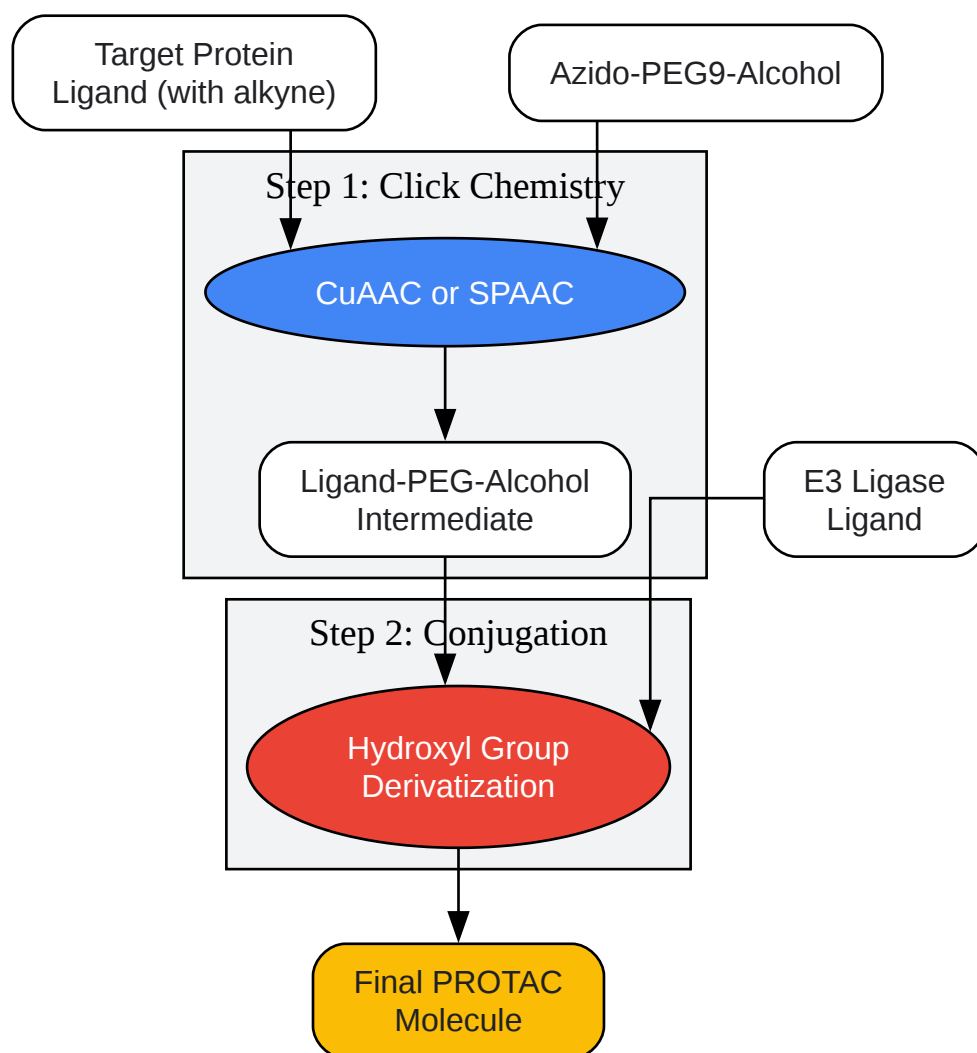 Target Protein
Ligand (with alkyne)
Azido-PEG9-Alcohol
Step 1: Click Chemistry
CuAAC or SPAAC
Ligand-PEG-Alcohol
Intermediate
E3 Ligase
Ligand
Step 2: Conjugation
Hydroxyl Group
Derivatization
Final PROTAC
Molecule